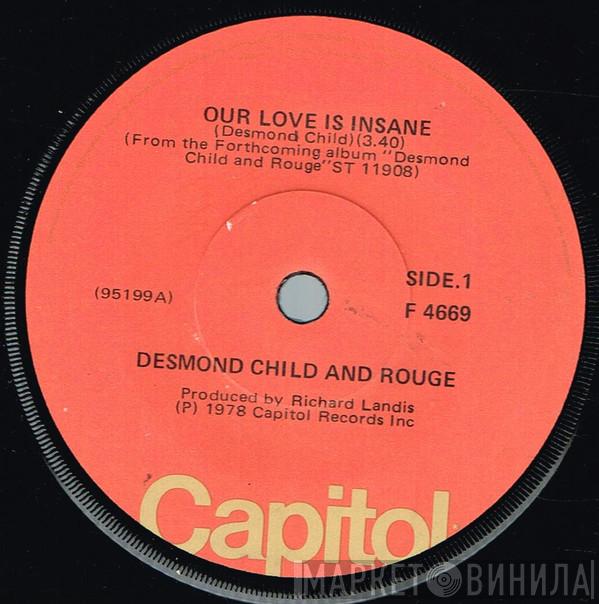 OUR LOVE IS INSANE
(Desmond Child)(3.40)
(From the Forthcoming album "Desmond
Child and Rouge" ST 11908)
SIDE.1
(95199A)
F 4669
DESMOND CHILD AND ROUGE
Produced by Richard Landis
(P) 1978 Capitol Records Inc
Capitol
МАРКЕТ ВИНИЛА